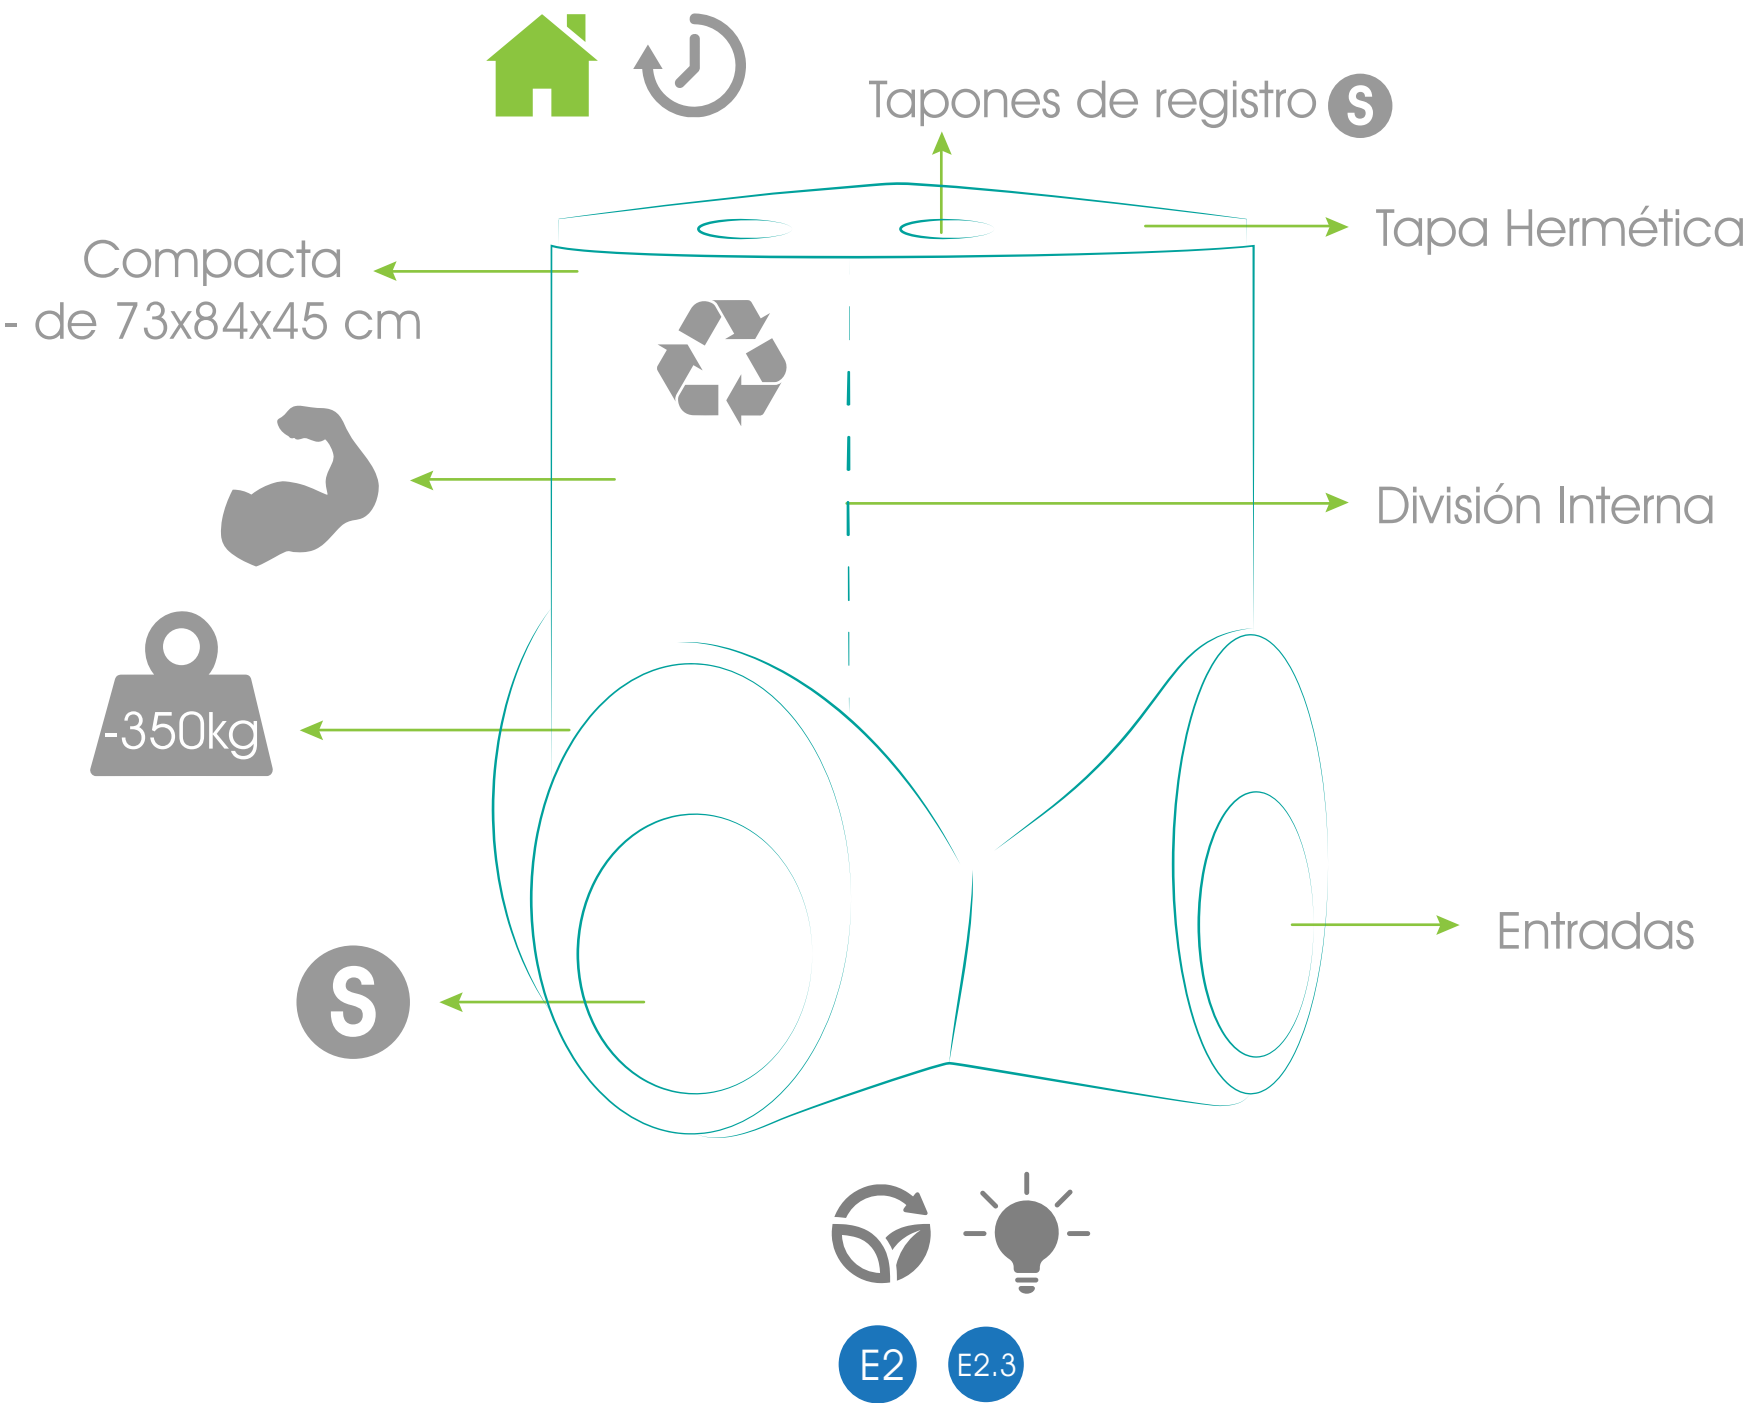 Tapones de registro S
Tapa Hermética
Compacta
- de 73x84x45 cm
División Interna
-350kg
Entradas
S
E2
E2.3